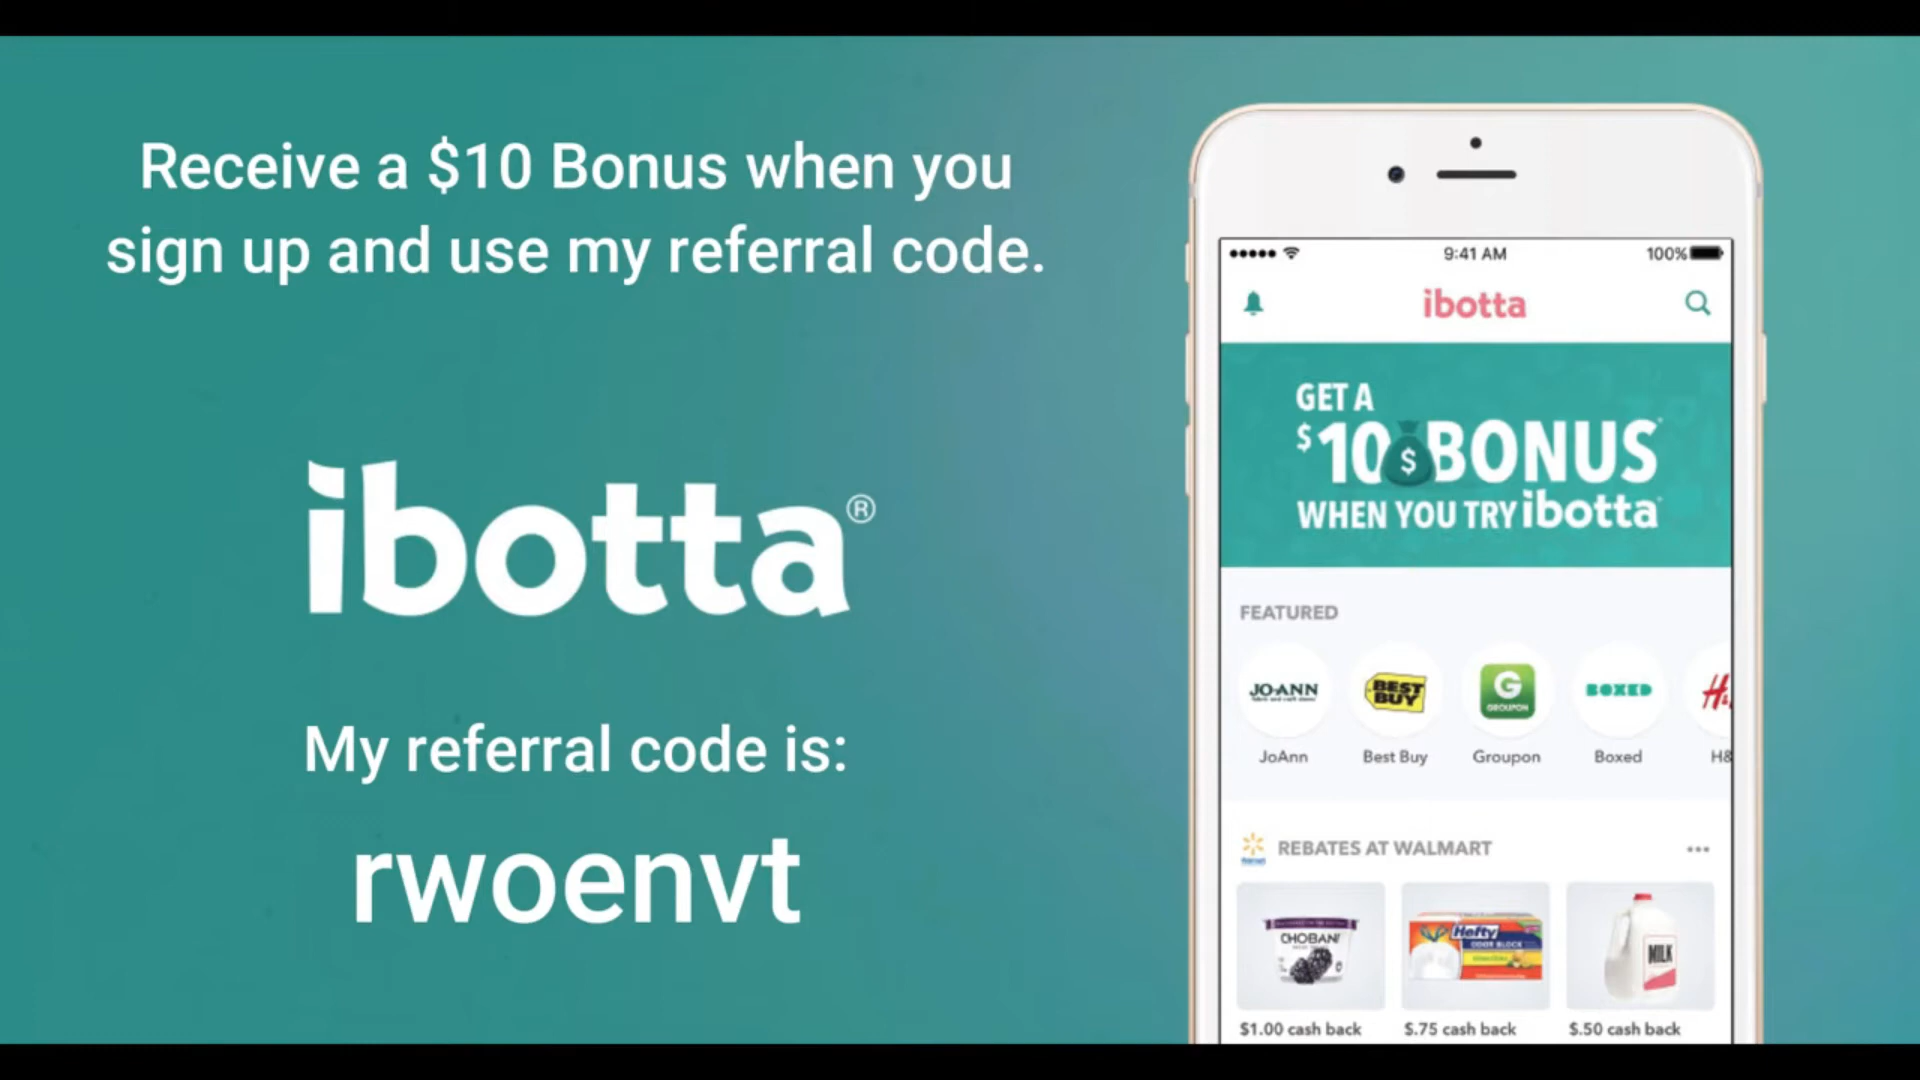 Receive a $10 Bonus when you
sign up and use my referral code.
ibotta®
My referral code is:
rwoenvt
9:41 AM
100%
ibotta
GET A
$10 $ BONUS
WHEN YOU TRY ibotta
FEATURED
JO-ANN
BEST BUY
G
GROUPON
BOXED
H&
JoAnn
Best Buy
Groupon
Boxed
H&
REBATES AT WALMART
CHOBANI
Hefty
ODOR BLOCK
MILK
$1.00 cash back
$.75 cash back
$.50 cash back